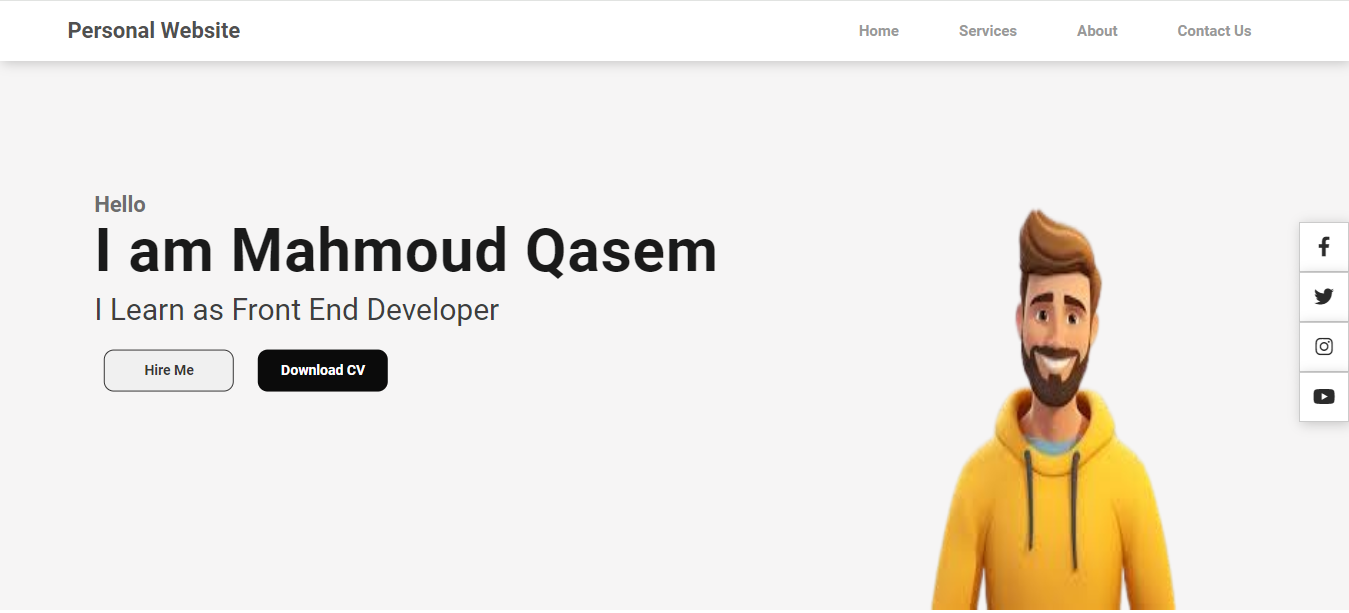 Personal Website
Home Services About Contact Us
Hello
I am Mahmoud Qasem
I Learn as Front End Developer
Hire Me Download CV